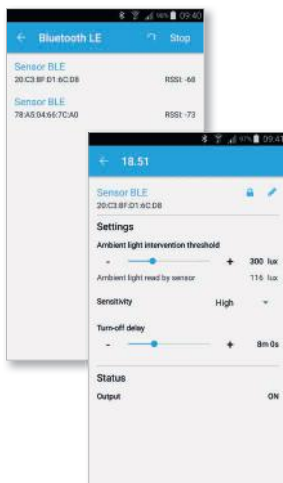 98% 09:40
← Bluetooth LE Stop
Sensor BLE
20:C3:8F:D1:6C:D8 RSSI: -68
Sensor BLE
78:A5:04:66:7C:A0 RSSI: -73
97% 09:41
← 18.51
Sensor BLE
20:C3:8F:D1:6C:D8
Settings
Ambient light intervention threshold
- + 300 lux
Ambient light read by sensor 116 lux
Sensitivity High
Turn-off delay
- + 8m 0s
Status
Output ON